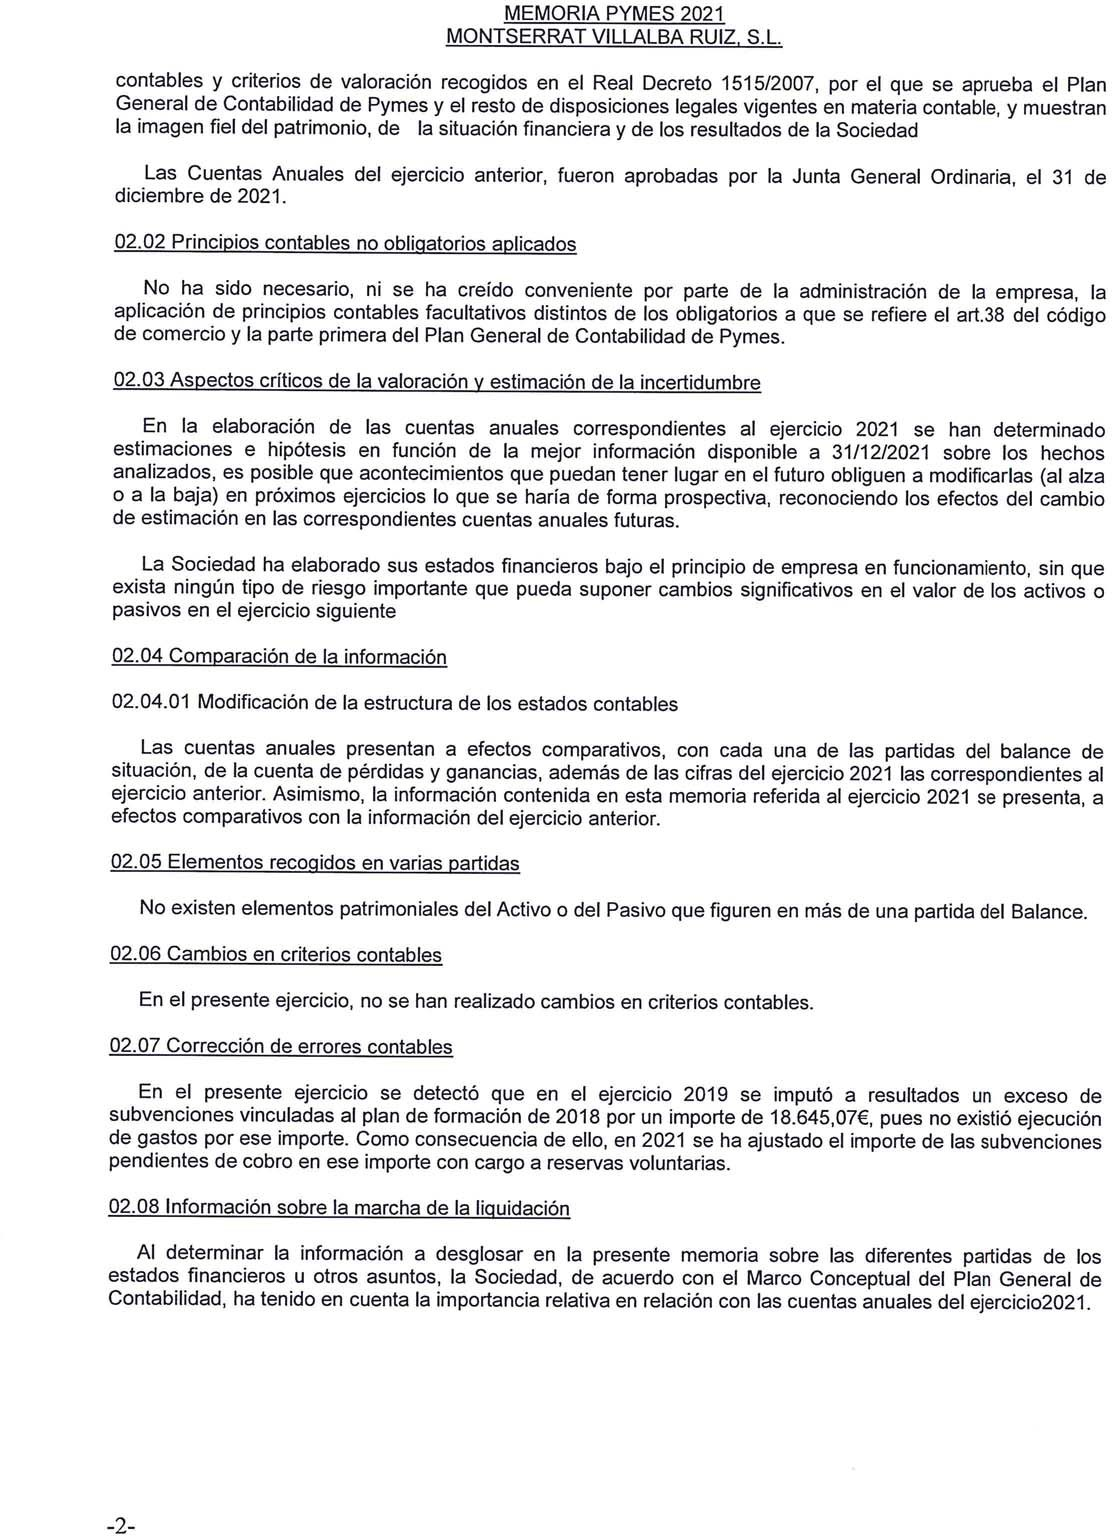 MEMORIA PYMES 2021
MONTSERRAT VILLALBA RUIZ, S.L.
contables y criterios de valoración recogidos en el Real Decreto 1515/2007, por el que se aprueba el Plan
General de Contabilidad de Pymes y el resto de disposiciones legales vigentes en materia contable, y muestran
la imagen fiel del patrimonio, de la situación financiera y de los resultados de la Sociedad
Las Cuentas Anuales del ejercicio anterior, fueron aprobadas por la Junta General Ordinaria, el 31 de
diciembre de 2021.
02.02 Principios contables no obligatorios aplicados
No ha sido necesario, ni se ha creído conveniente por parte de la administración de la empresa, la
aplicación de principios contables facultativos distintos de los obligatorios a que se refiere el art.38 del código
de comercio y la parte primera del Plan General de Contabilidad de Pymes.
02.03 Aspectos críticos de la valoración y estimación de la incertidumbre
En la elaboración de las cuentas anuales correspondientes al ejercicio 2021 se han determinado
estimaciones e hipótesis en función de la mejor información disponible a 31/12/2021 sobre los hechos
analizados, es posible que acontecimientos que puedan tener lugar en el futuro obliguen a modificarlas (al alza
o a la baja) en próximos ejercicios lo que se haría de forma prospectiva, reconociendo los efectos del cambio
de estimación en las correspondientes cuentas anuales futuras.
La Sociedad ha elaborado sus estados financieros bajo el principio de empresa en funcionamiento, sin que
exista ningún tipo de riesgo importante que pueda suponer cambios significativos en el valor de los activos o
pasivos en el ejercicio siguiente
02.04 Comparación de la información
02.04.01 Modificación de la estructura de los estados contables
Las cuentas anuales presentan a efectos comparativos, con cada una de las partidas del balance de
situación, de la cuenta de pérdidas y ganancias, además de las cifras del ejercicio 2021 las correspondientes al
ejercicio anterior. Asimismo, la información contenida en esta memoria referida al ejercicio 2021 se presenta, a
efectos comparativos con la información del ejercicio anterior.
02.05 Elementos recogidos en varias partidas
No existen elementos patrimoniales del Activo o del Pasivo que figuren en más de una partida del Balance.
02.06 Cambios en criterios contables
En el presente ejercicio, no se han realizado cambios en criterios contables.
02.07 Corrección de errores contables
En el presente ejercicio se detectó que en el ejercicio 2019 se imputó a resultados un exceso de
subvenciones vinculadas al plan de formación de 2018 por un importe de 18.645,07€, pues no existió ejecución
de gastos por ese importe. Como consecuencia de ello, en 2021 se ha ajustado el importe de las subvenciones
pendientes de cobro en ese importe con cargo a reservas voluntarias.
02.08 Información sobre la marcha de la liquidación
Al determinar la información a desglosar en la presente memoria sobre las diferentes partidas de los
estados financieros u otros asuntos, la Sociedad, de acuerdo con el Marco Conceptual del Plan General de
Contabilidad, ha tenido en cuenta la importancia relativa en relación con las cuentas anuales del ejercicio2021.
-2-